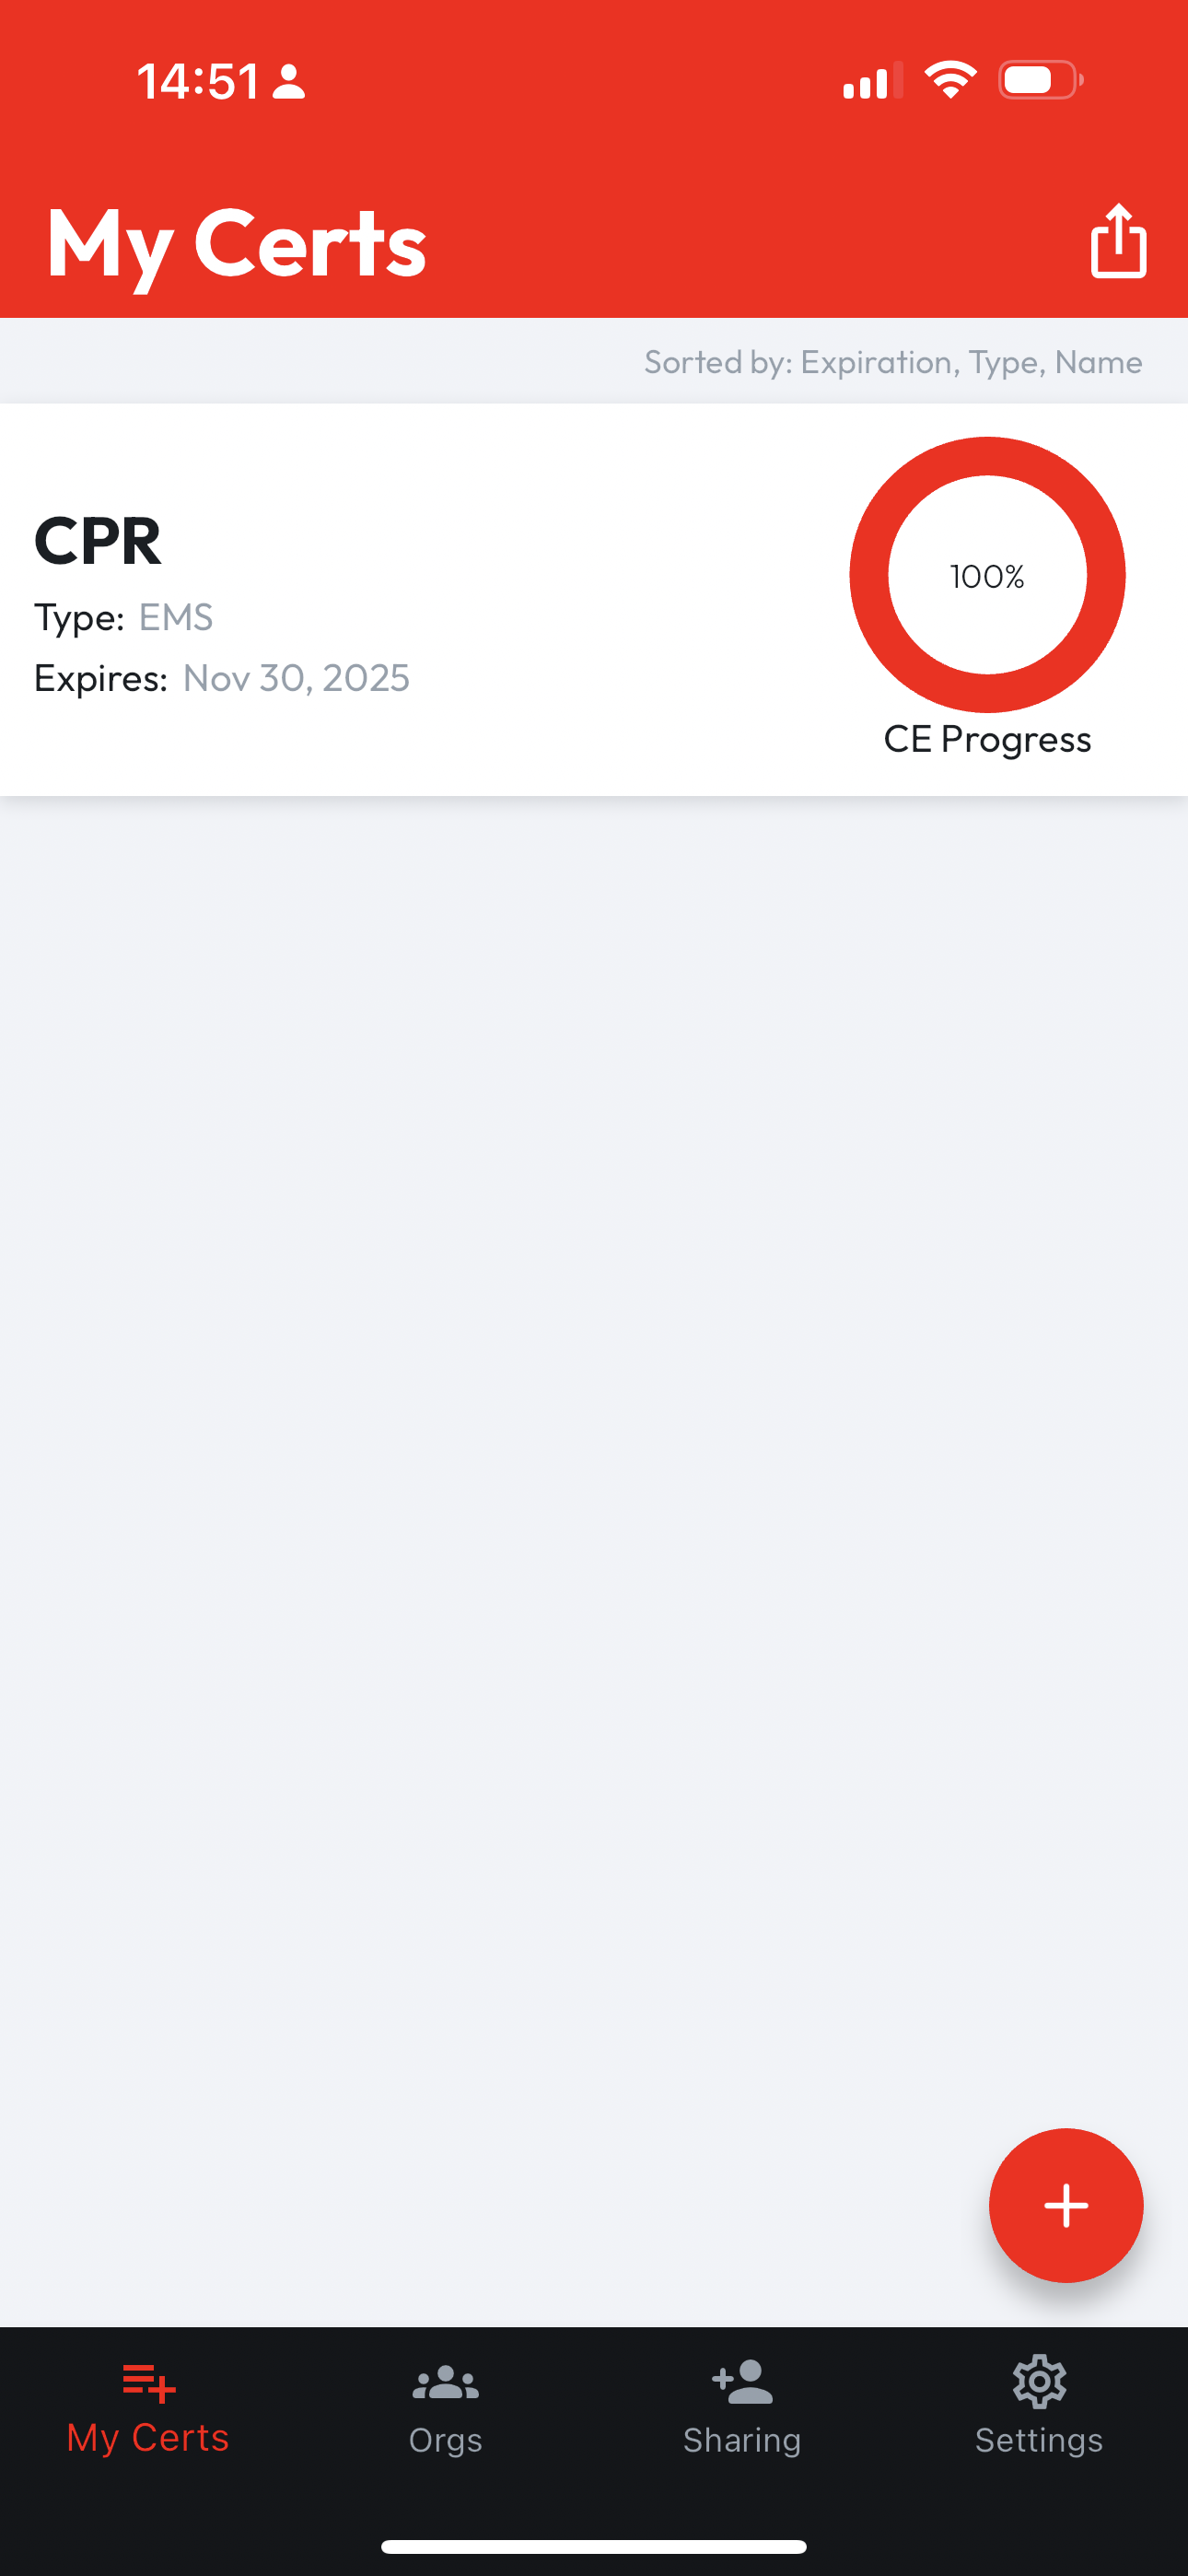 14:51
My Certs
Sorted by: Expiration, Type, Name
CPR
Type: EMS
Expires: Nov 30, 2025
100%
CE Progress
My Certs
Orgs
Sharing
Settings